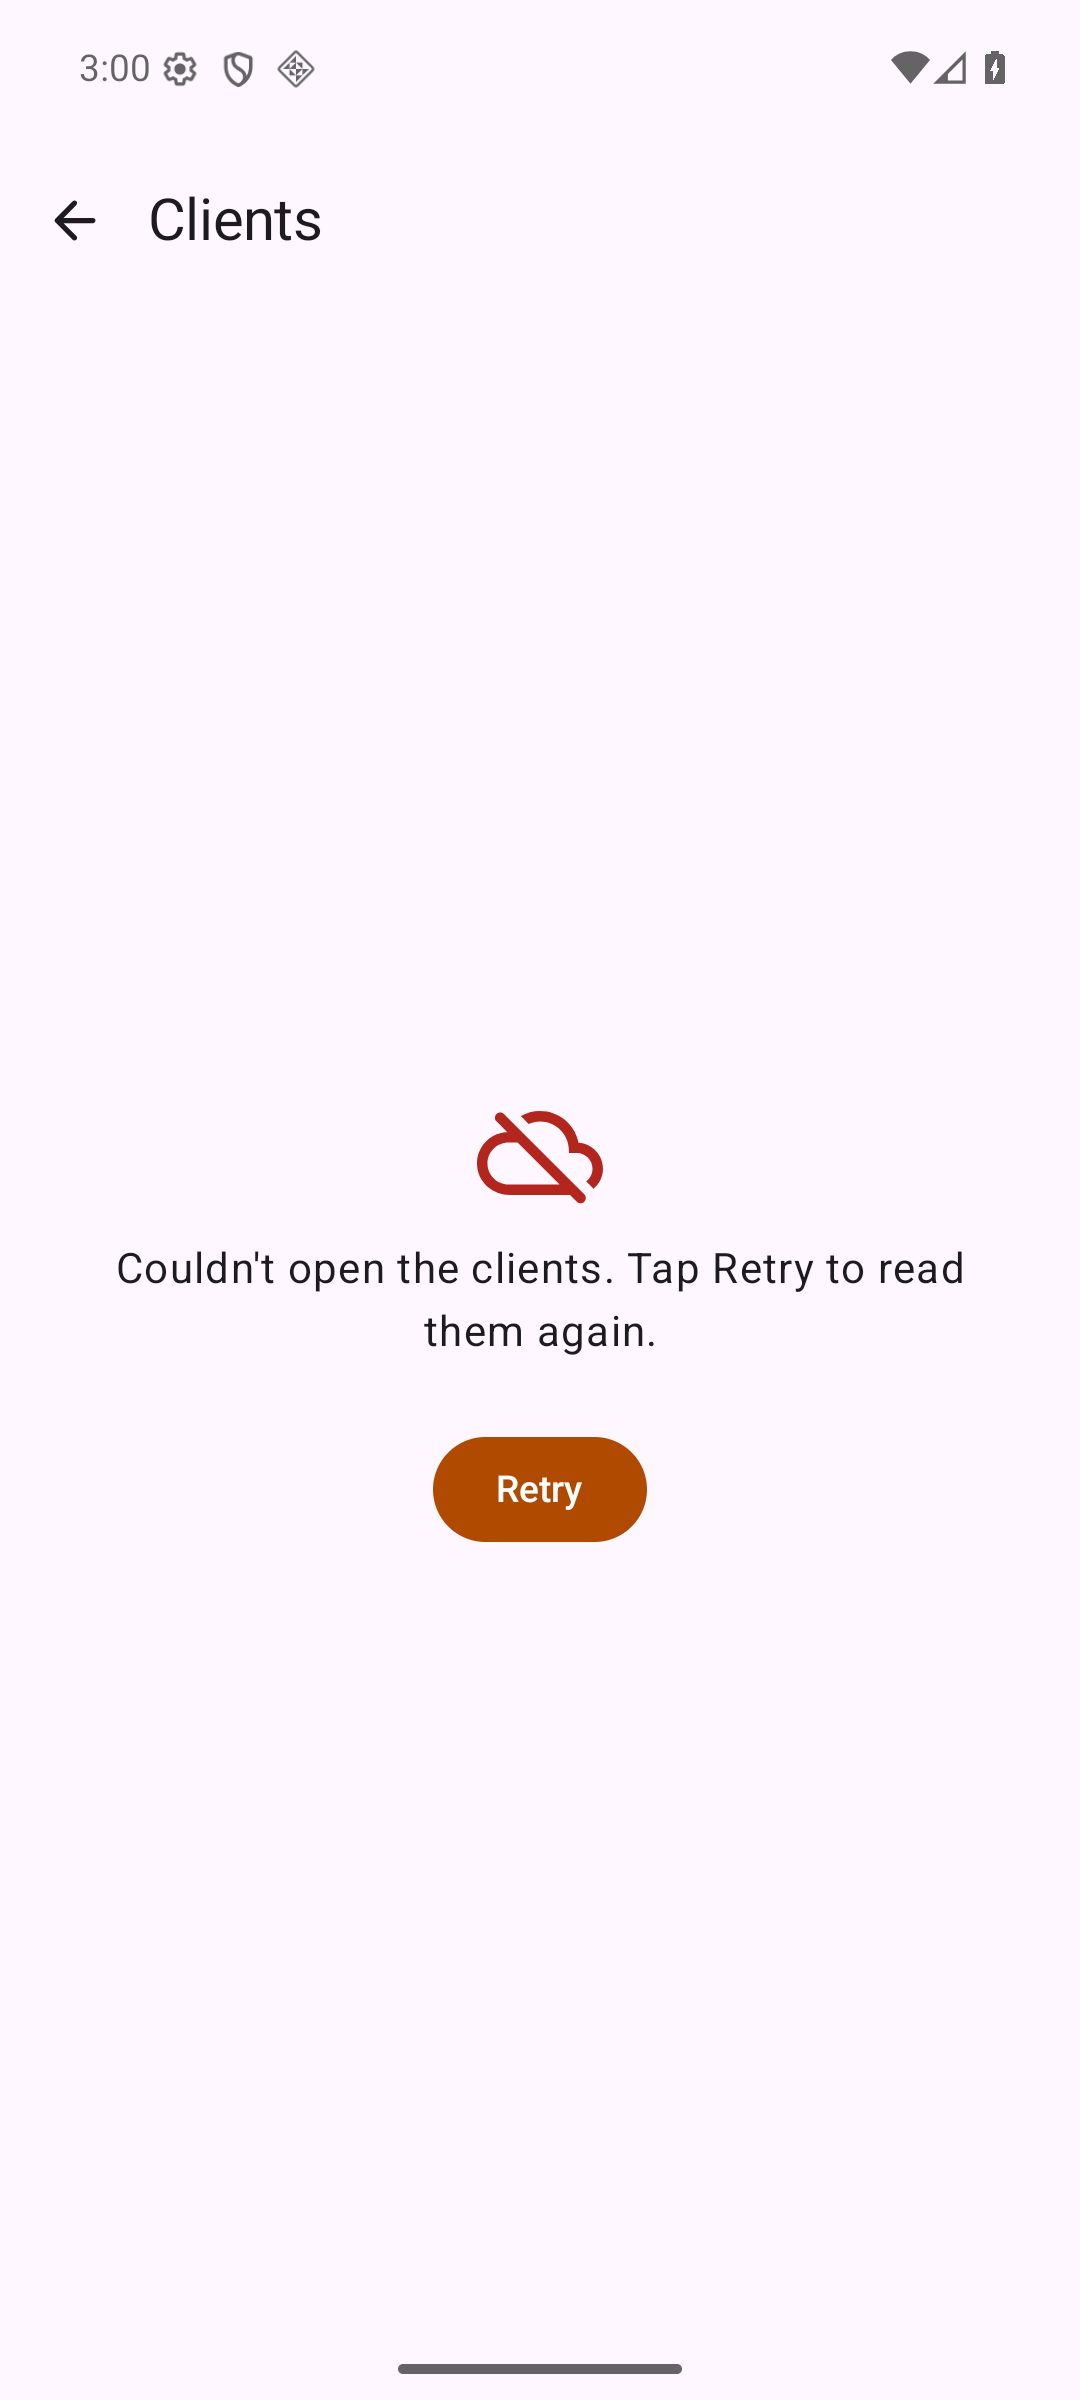 3:00
Clients
Couldn't open the clients. Tap Retry to read
them again.
Retry